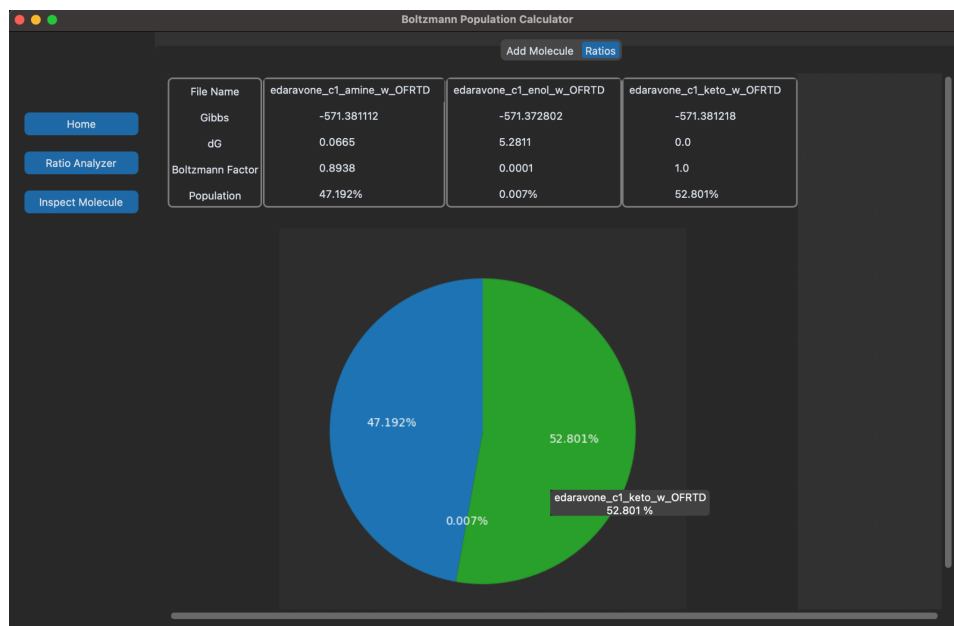 Boltzmann Population Calculator
Add Molecule Ratios
Home
Ratio Analyzer
Inspect Molecule
File Name edaravone_c1_amine_w_OFRTD edaravone_c1_enol_w_OFRTD edaravone_c1_keto_w_OFRTD
Gibbs -571.381112 -571.372802 -571.381218
dG 0.0665 5.2811 0.0
Boltzmann Factor 0.8938 0.0001 1.0
Population 47.192% 0.007% 52.801%
47.192%
52.801%
edaravone_c1_keto_w_OFRTD
52.801 %
0.007%